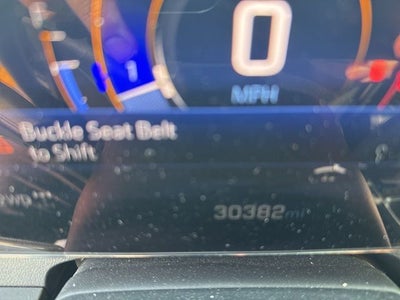 0
MPH
Buckle Seat Belt
to Shift
30382 mi